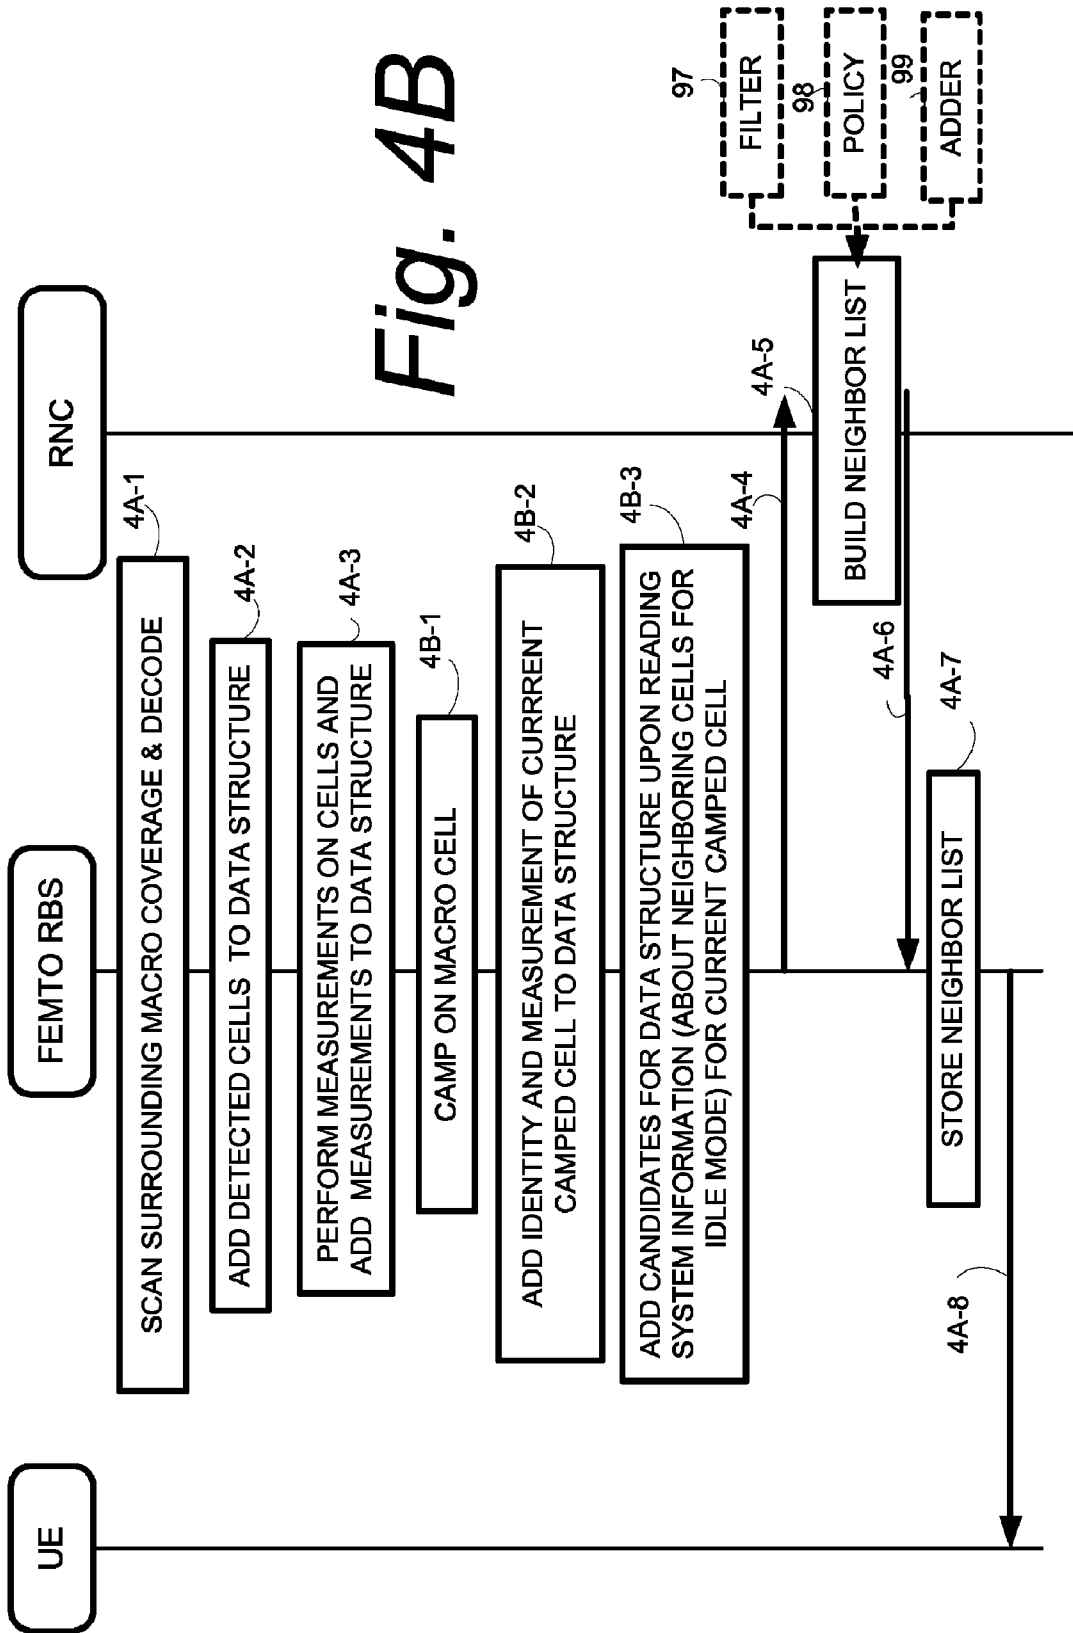 UE
FEMTO RBS
RNC
SCAN SURROUNDING MACRO COVERAGE & DECODE
4A-1
ADD DETECTED CELLS TO DATA STRUCTURE
4A-2
PERFORM MEASUREMENTS ON CELLS AND
ADD MEASUREMENTS TO DATA STRUCTURE
4A-3
CAMP ON MACRO CELL
4B-1
ADD IDENTITY AND MEASUREMENT OF CURRRENT
CAMPED CELL TO DATA STRUCTURE
4B-2
ADD CANDIDATES FOR DATA STRUCTURE UPON READING
SYSTEM INFORMATION (ABOUT NEIGHBORING CELLS FOR
IDLE MODE) FOR CURRENT CAMPED CELL
4B-3
4A-4
4A-5
BUILD NEIGHBOR LIST
97
FILTER
98
POLICY
99
ADDER
4A-6
STORE NEIGHBOR LIST
4A-7
4A-8
Fig. 4B